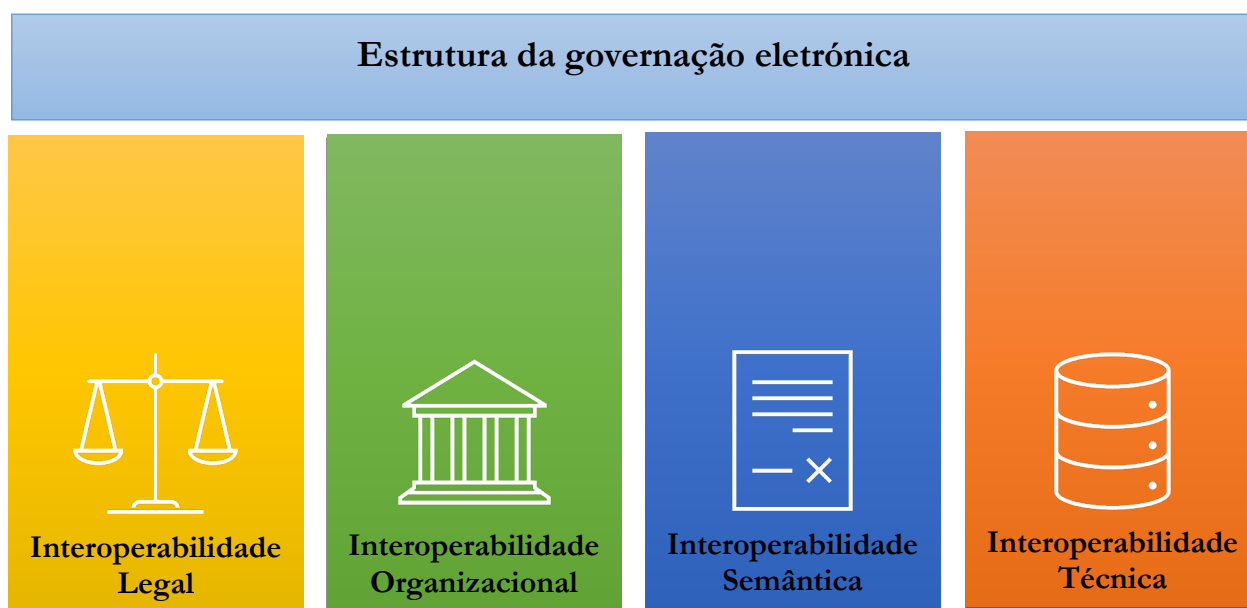 Estrutura da governação eletrónica
Interoperabilidade
Legal
Interoperabilidade
Organizacional
Interoperabilidade
Semântica
Interoperabilidade
Técnica